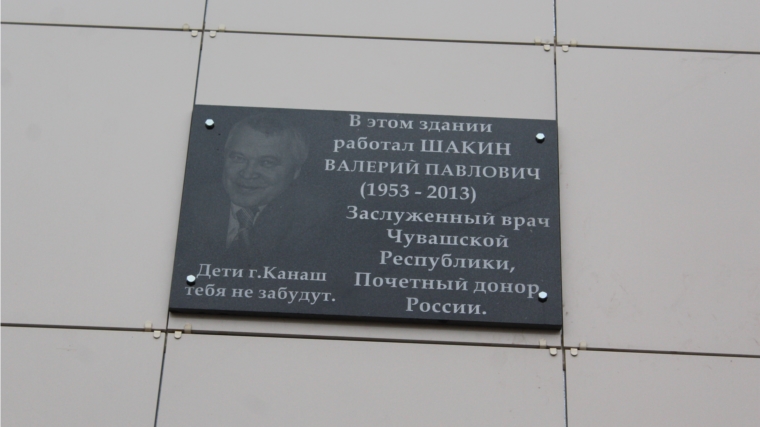 В этом здании
работал ШАКИН
ВАЛЕРИЙ ПАВЛОВИЧ
(1953 - 2013)
Заслуженный врач
Чувашской
Республики,
Почетный донор
России.
Дети г.Канаш
тебя не забудут.